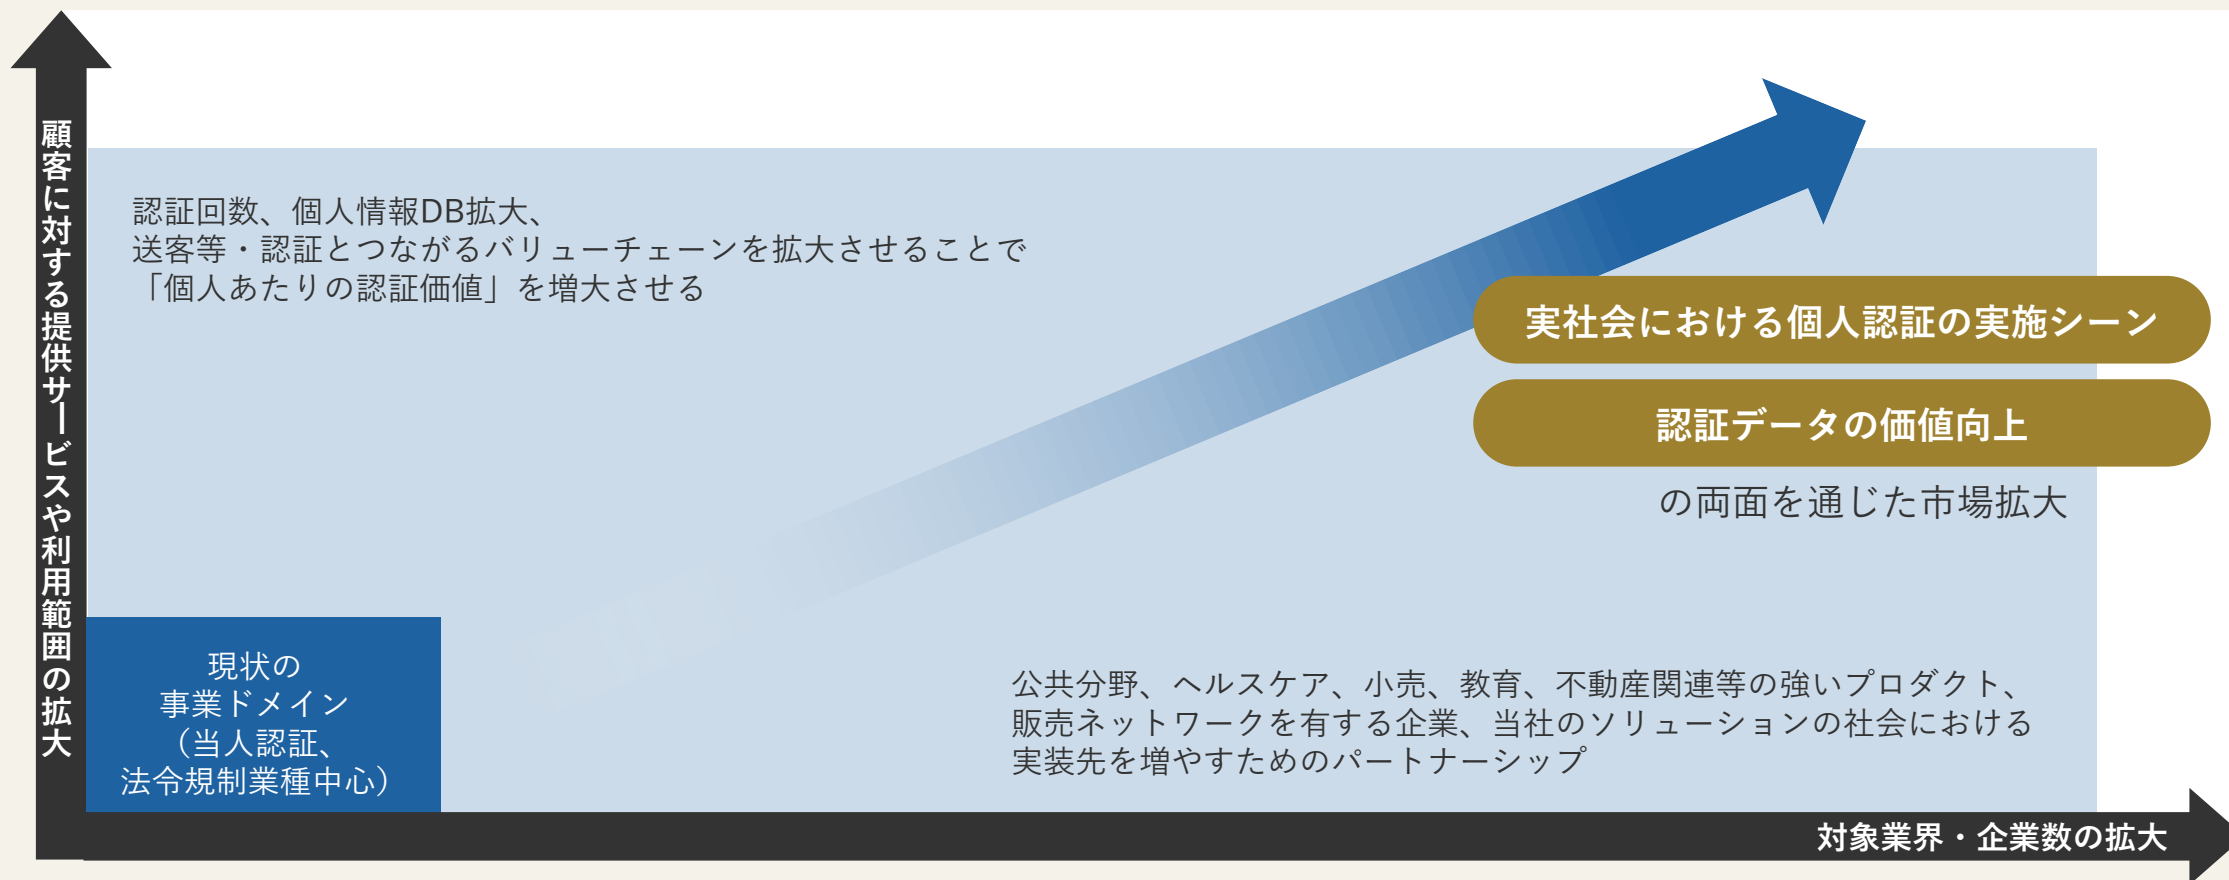 顧客に対する提供サービスや利用範囲の拡大
認証回数、個人情報DB拡大、
送客等・認証とつながるバリューチェーンを拡大させることで
「個人あたりの認証価値」を増大させる
実社会における個人認証の実施シーン
認証データの価値向上
の両面を通じた市場拡大
現状の
事業ドメイン
（当人認証、
法令規制業種中心）
公共分野、ヘルスケア、小売、教育、不動産関連等の強いプロダクト、
販売ネットワークを有する企業、当社のソリューションの社会における
実装先を増やすためのパートナーシップ
対象業界・企業数の拡大